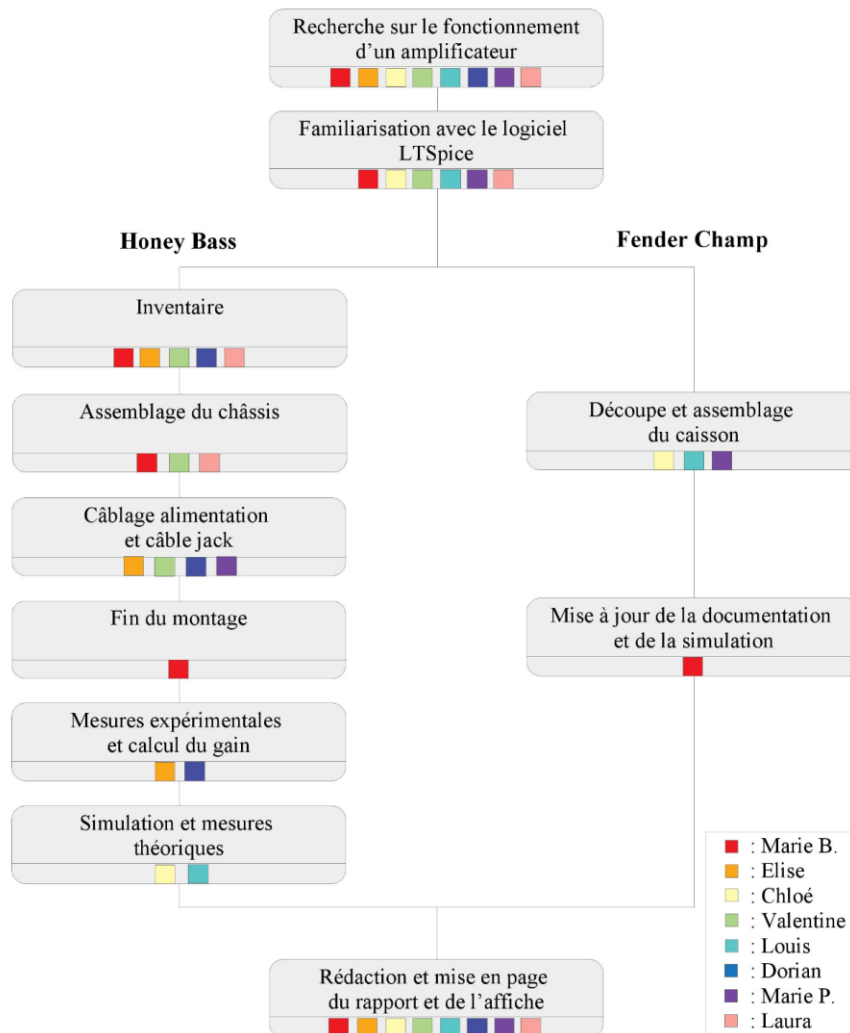 Recherche sur le fonctionnement
d'un amplificateur
Familiarisation avec le logiciel
LTSpice
Honey Bass
Fender Champ
Inventaire
Assemblage du châssis
Découpe et assemblage
du caisson
Câblage alimentation
et câble jack
Fin du montage
Mise à jour de la documentation
et de la simulation
Mesures expérimentales
et calcul du gain
Simulation et mesures
théoriques
: Marie B.
: Elise
: Chloé
: Valentine
: Louis
: Dorian
: Marie P.
: Laura
Rédaction et mise en page
du rapport et de l'affiche